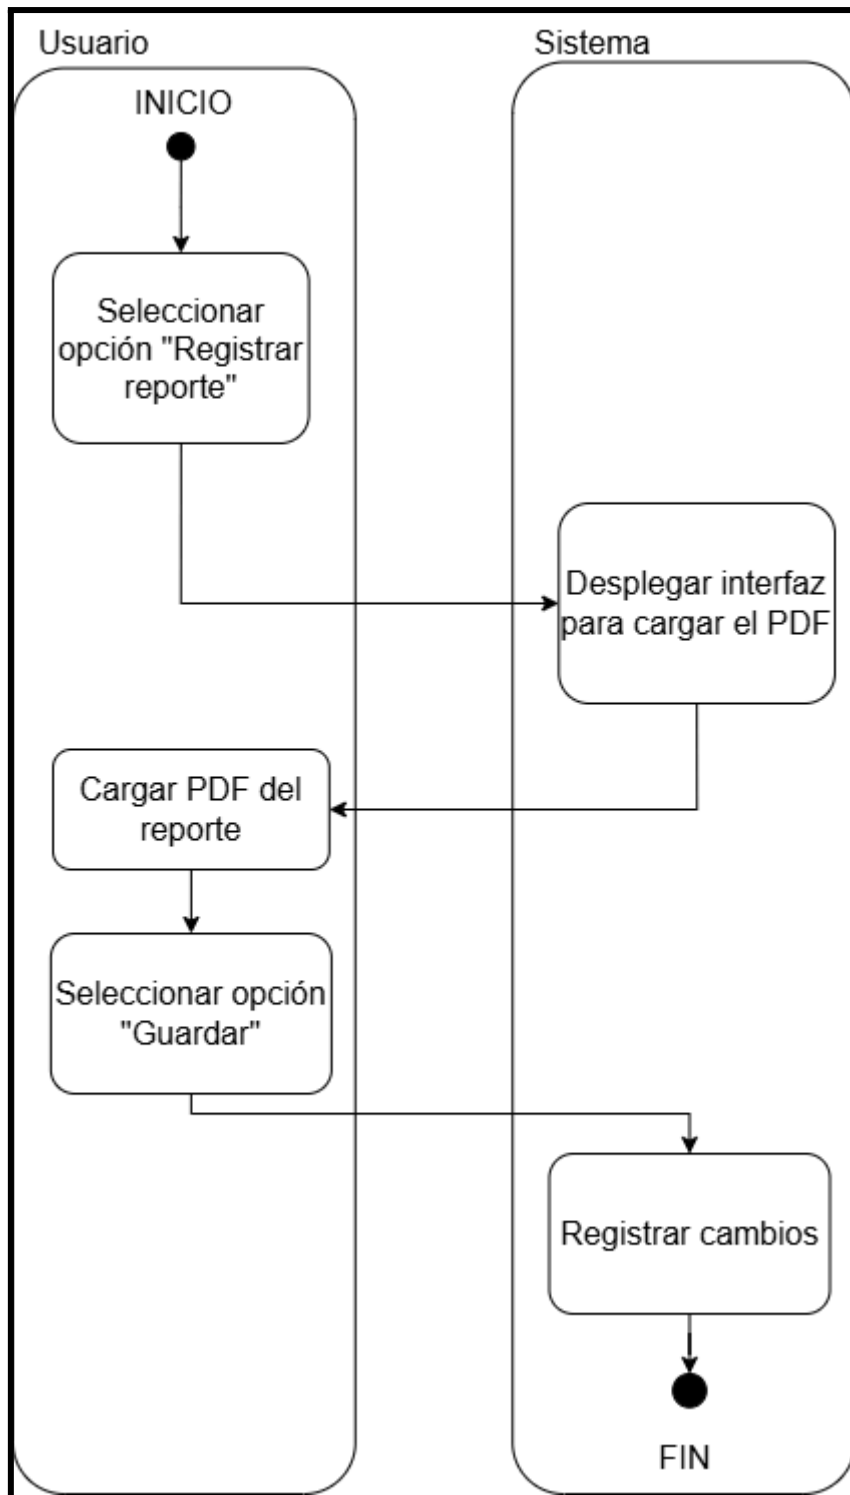 Usuario
Sistema
INICIO
Seleccionar
opción "Registrar
reporte"
Desplegar interfaz
para cargar el PDF
Cargar PDF del
reporte
Seleccionar opción
"Guardar"
Registrar cambios
FIN